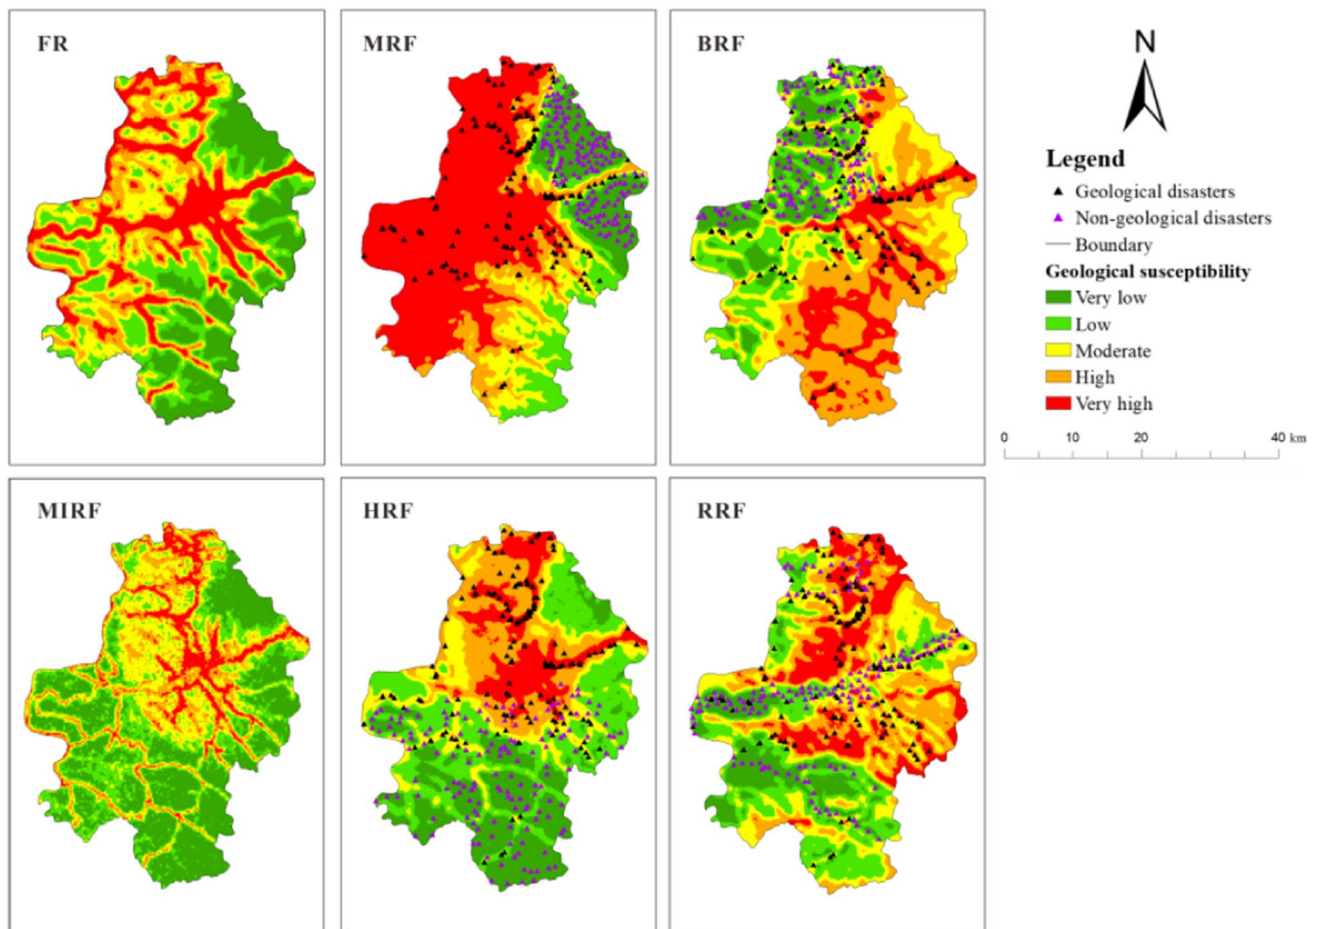 FR
MRF
BRF
N
Legend
Geological disasters
Non-geological disasters
Boundary
Geological susceptibility
Very low
Low
Moderate
High
Very high
0 10 20 40 km
MIRF
HRF
RRF